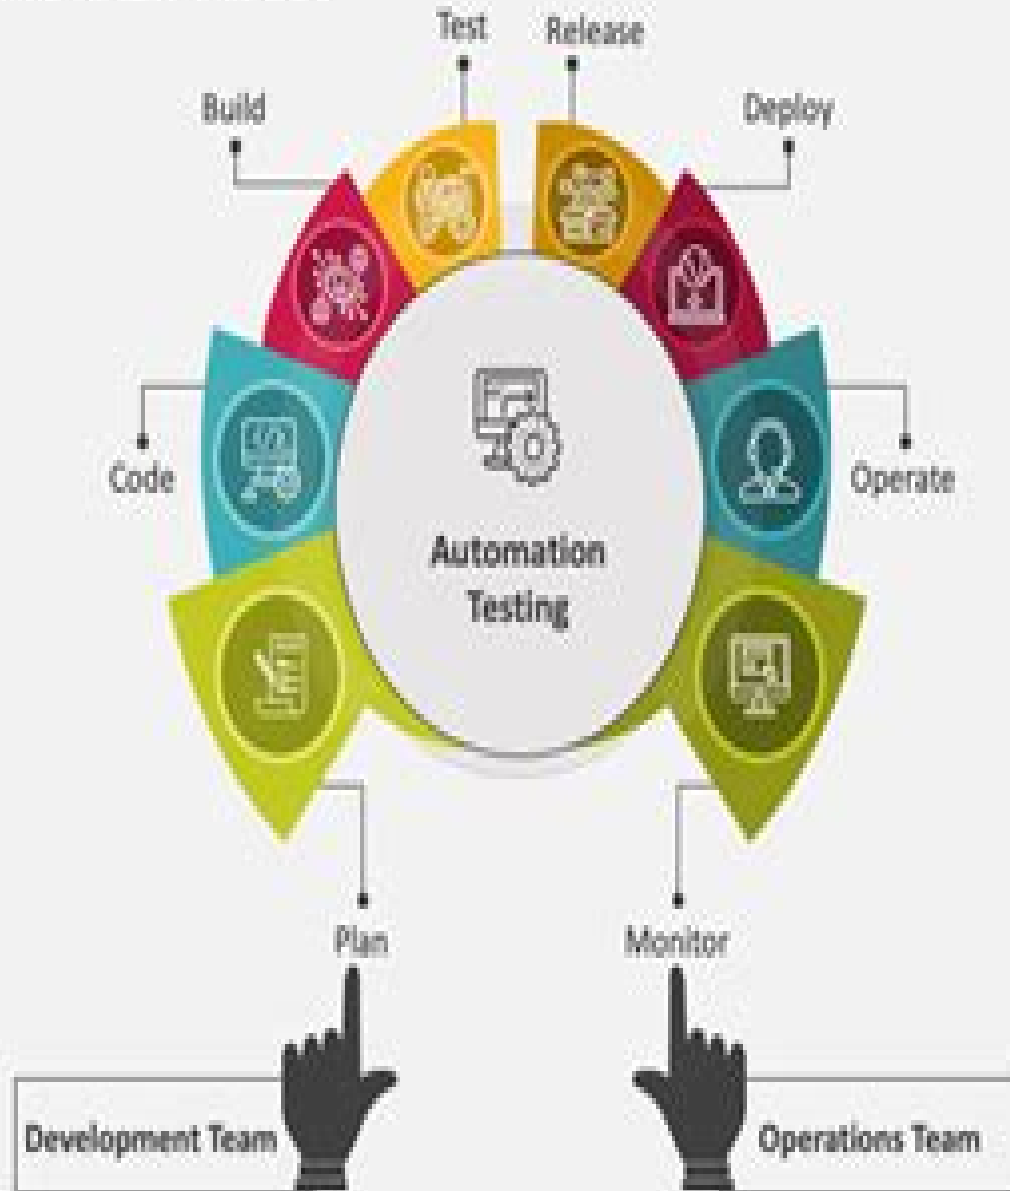 Test
Release
Build
Deploy
Code
Operate
Automation
Testing
Plan
Monitor
Development Team
Operations Team